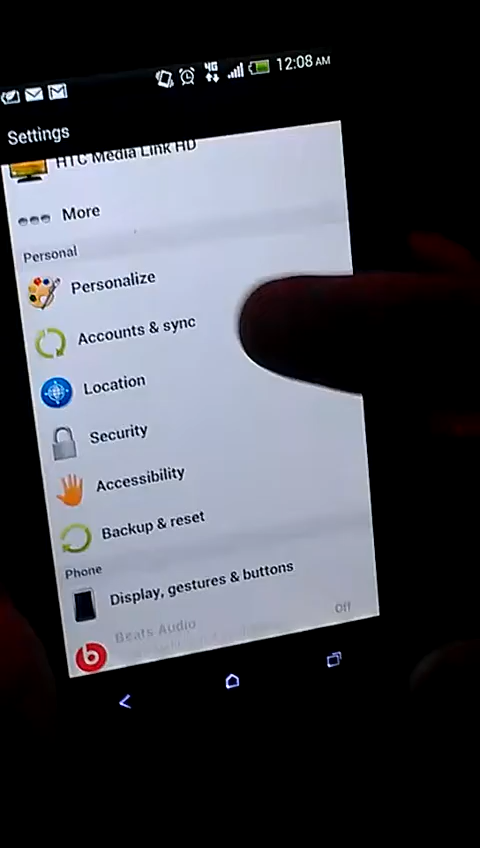 4G 12:08 AM
Settings
HTC Media Link HD
More
Personal
Personalize
Accounts & sync
Location
Security
Accessibility
Backup & reset
Phone
Display, gestures & buttons
Beats Audio
Off